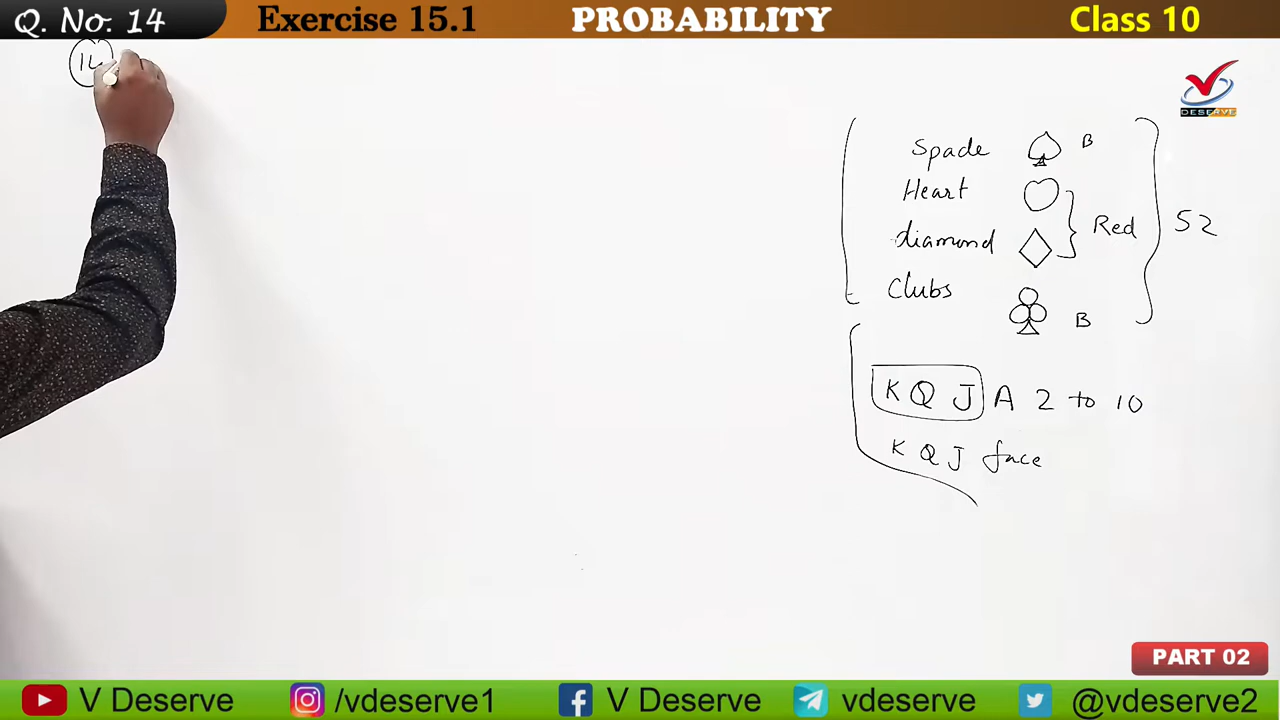 Q. No. 14
Exercise 15.1
PROBABILITY
Class 10
14
DESERVE
Spade B
Heart
Red
52
diamond
Clubs B
K Q J A 2 to 10
K Q J face
PART 02
V Deserve
/vdeserve1
V Deserve
vdeserve
@vdeserve2